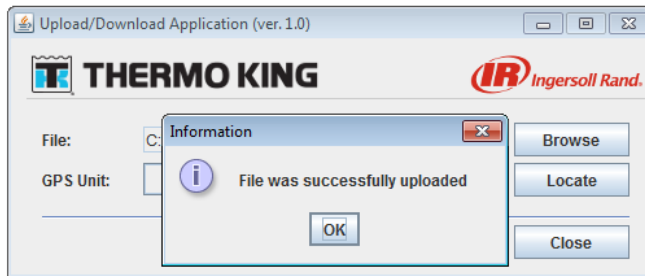 Upload/Download Application (ver. 1.0)
THERMO KING
IR Ingersoll Rand.
Information
File: C: Browse
File was successfully uploaded
GPS Unit: Locate
OK
Close